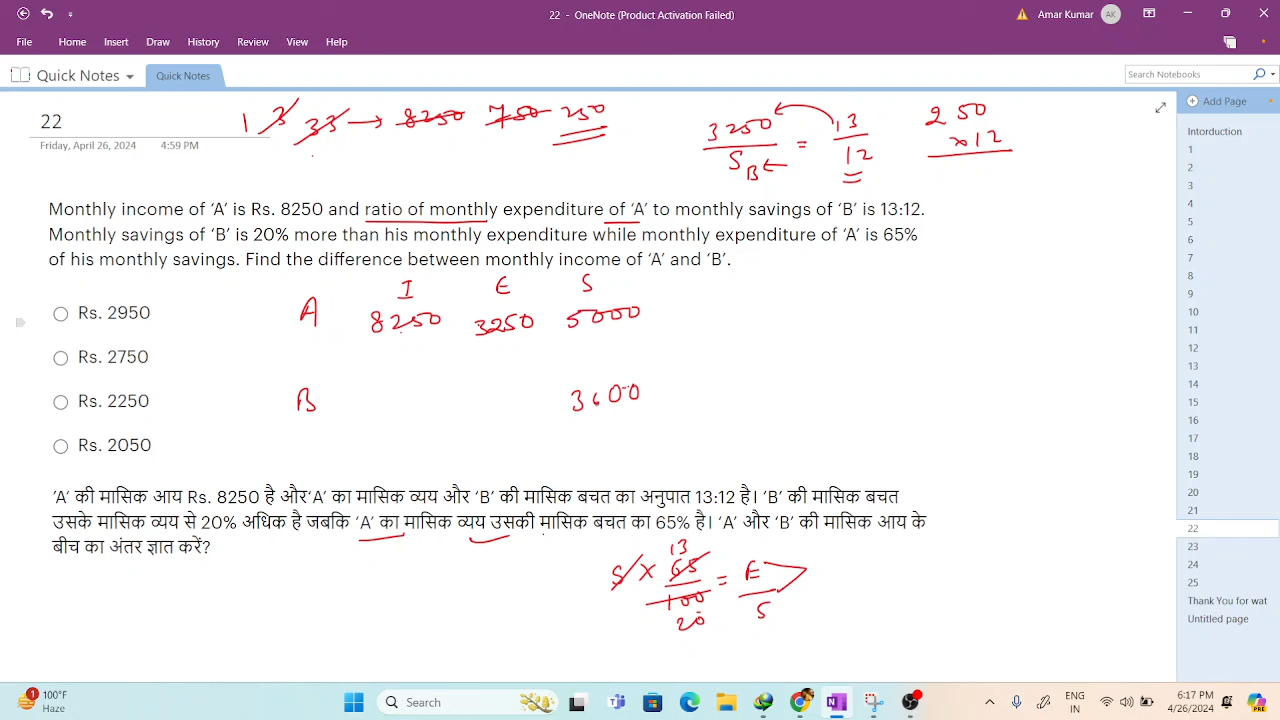 22 - OneNote (Product Activation Failed)
Amar Kumar AK
File Home Insert Draw History Review View Help
Quick Notes
Quick Notes
Search Notebooks
22
Friday, April 26, 2024 4:59 PM
1 3 33 → 8250 750 250
3250 / S B = 13 / 12
250
×12
Monthly income of 'A' is Rs. 8250 and ratio of monthly expenditure of 'A' to monthly savings of 'B' is 13:12.
Monthly savings of 'B' is 20% more than his monthly expenditure while monthly expenditure of 'A' is 65%
of his monthly savings. Find the difference between monthly income of 'A' and 'B'.
I E S
A 8250 3250 5000
B 3600
Rs. 2950
Rs. 2750
Rs. 2250
Rs. 2050
'A' की मासिक आय Rs. 8250 है और'A' का मासिक व्यय और 'B' की मासिक बचत का अनुपात 13:12 है। 'B' की मासिक बचत
उसके मासिक व्यय से 20% अधिक है जबकि 'A' का मासिक व्यय उसकी मासिक बचत का 65% है। 'A' और 'B' की मासिक आय के
बीच का अंतर ज्ञात करें?
13
S × 65 / 100 = E / S
20
Add Page
Intorduction
1
2
3
4
5
6
7
8
9
10
11
12
13
14
15
16
17
18
19
20
21
22
23
24
25
Thank You for wat
Untitled page
1
100°F
Haze
Search
ENG
IN
6:17 PM
4/26/2024